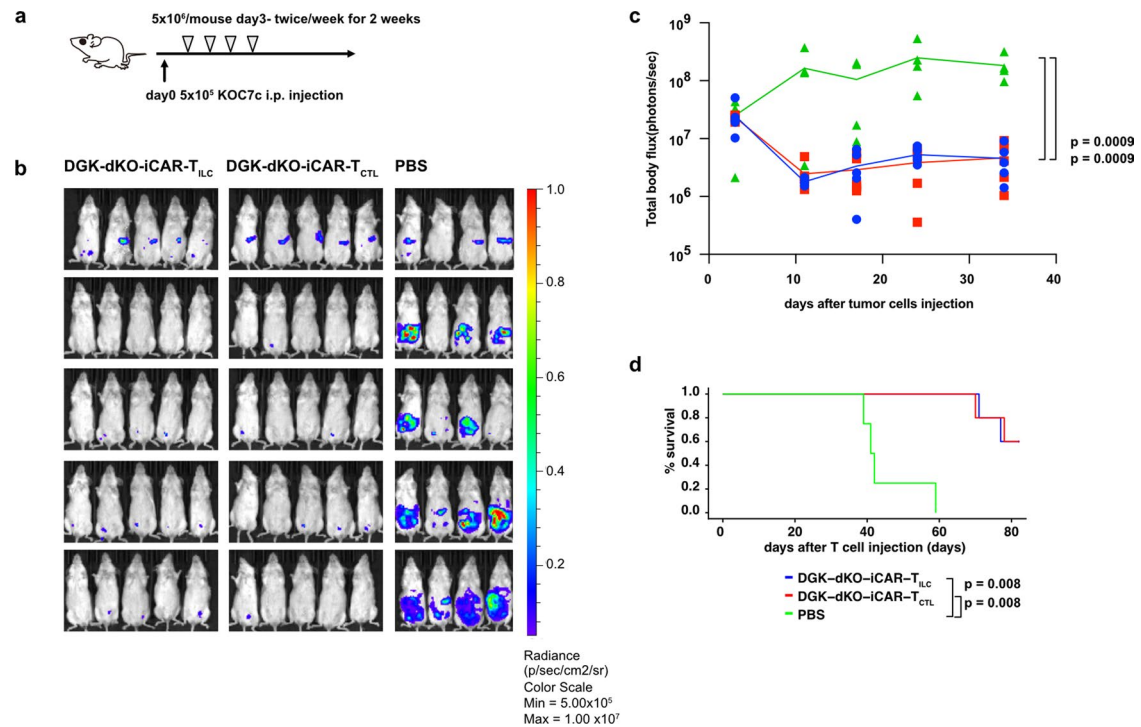 a
5x10⁶/mouse day3- twice/week for 2 weeks
day0 5x10⁵ KOC7c i.p. injection
b
DGK-dKO-iCAR-T_ILC DGK-dKO-iCAR-T_CTL PBS
1.0
0.8
0.6
0.4
0.2
Radiance
(p/sec/cm2/sr)
Color Scale
Min = 5.00x10⁵
Max = 1.00 x10⁷
c
Total body flux(photons/sec)
10⁹
10⁸
10⁷
10⁶
10⁵
0 10 20 30 40
days after tumor cells injection
p = 0.0009
p = 0.0009
d
% survival
1.0
0.8
0.6
0.4
0.2
0.0
0 20 40 60 80
days after T cell injection (days)
DGK–dKO–iCAR–T_ILC
DGK–dKO–iCAR–T_CTL
PBS
p = 0.008
p = 0.008